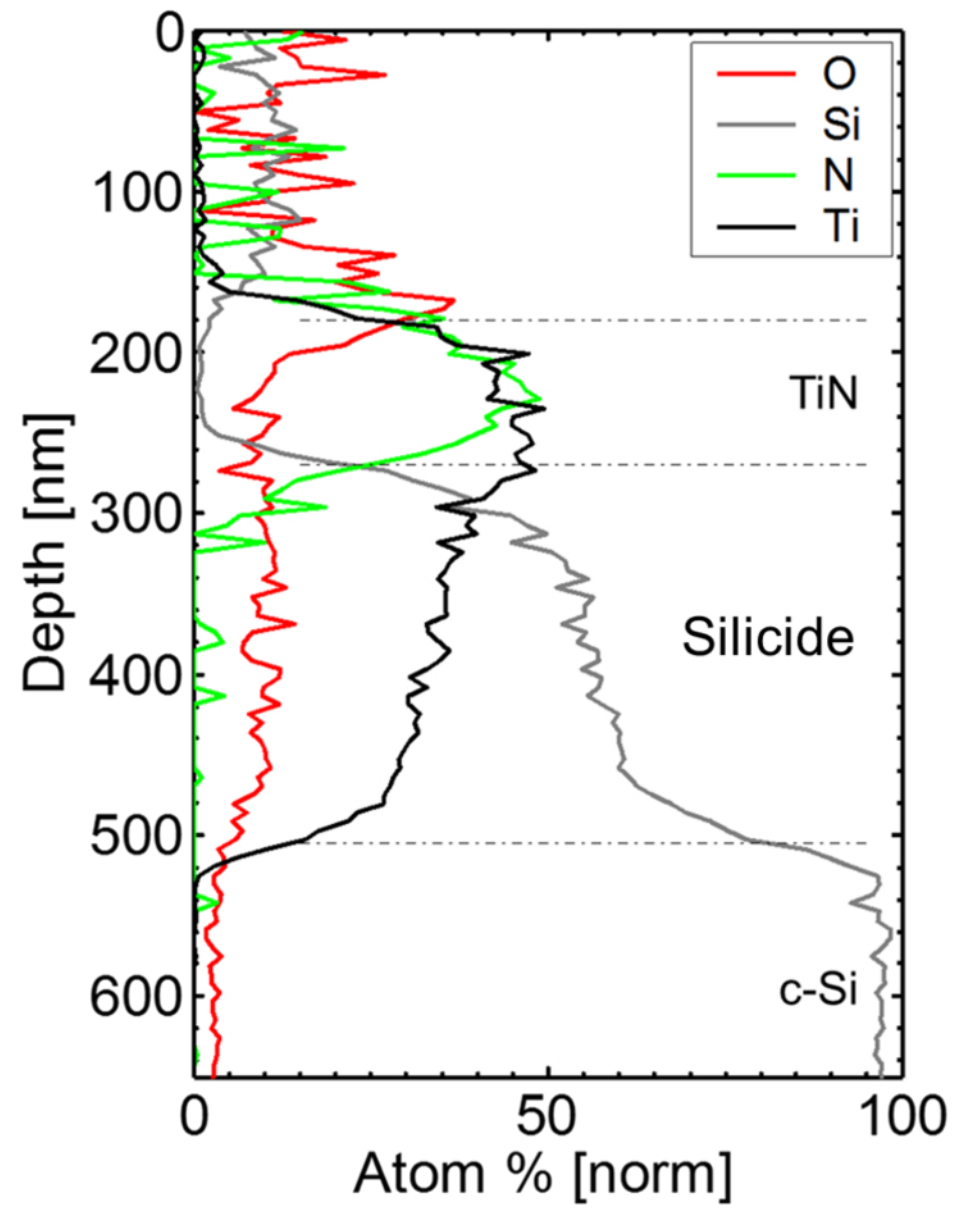 0
100
200
300
400
500
600
Depth [nm]
O
Si
N
Ti
TiN
Silicide
c-Si
0 50 100
Atom % [norm]